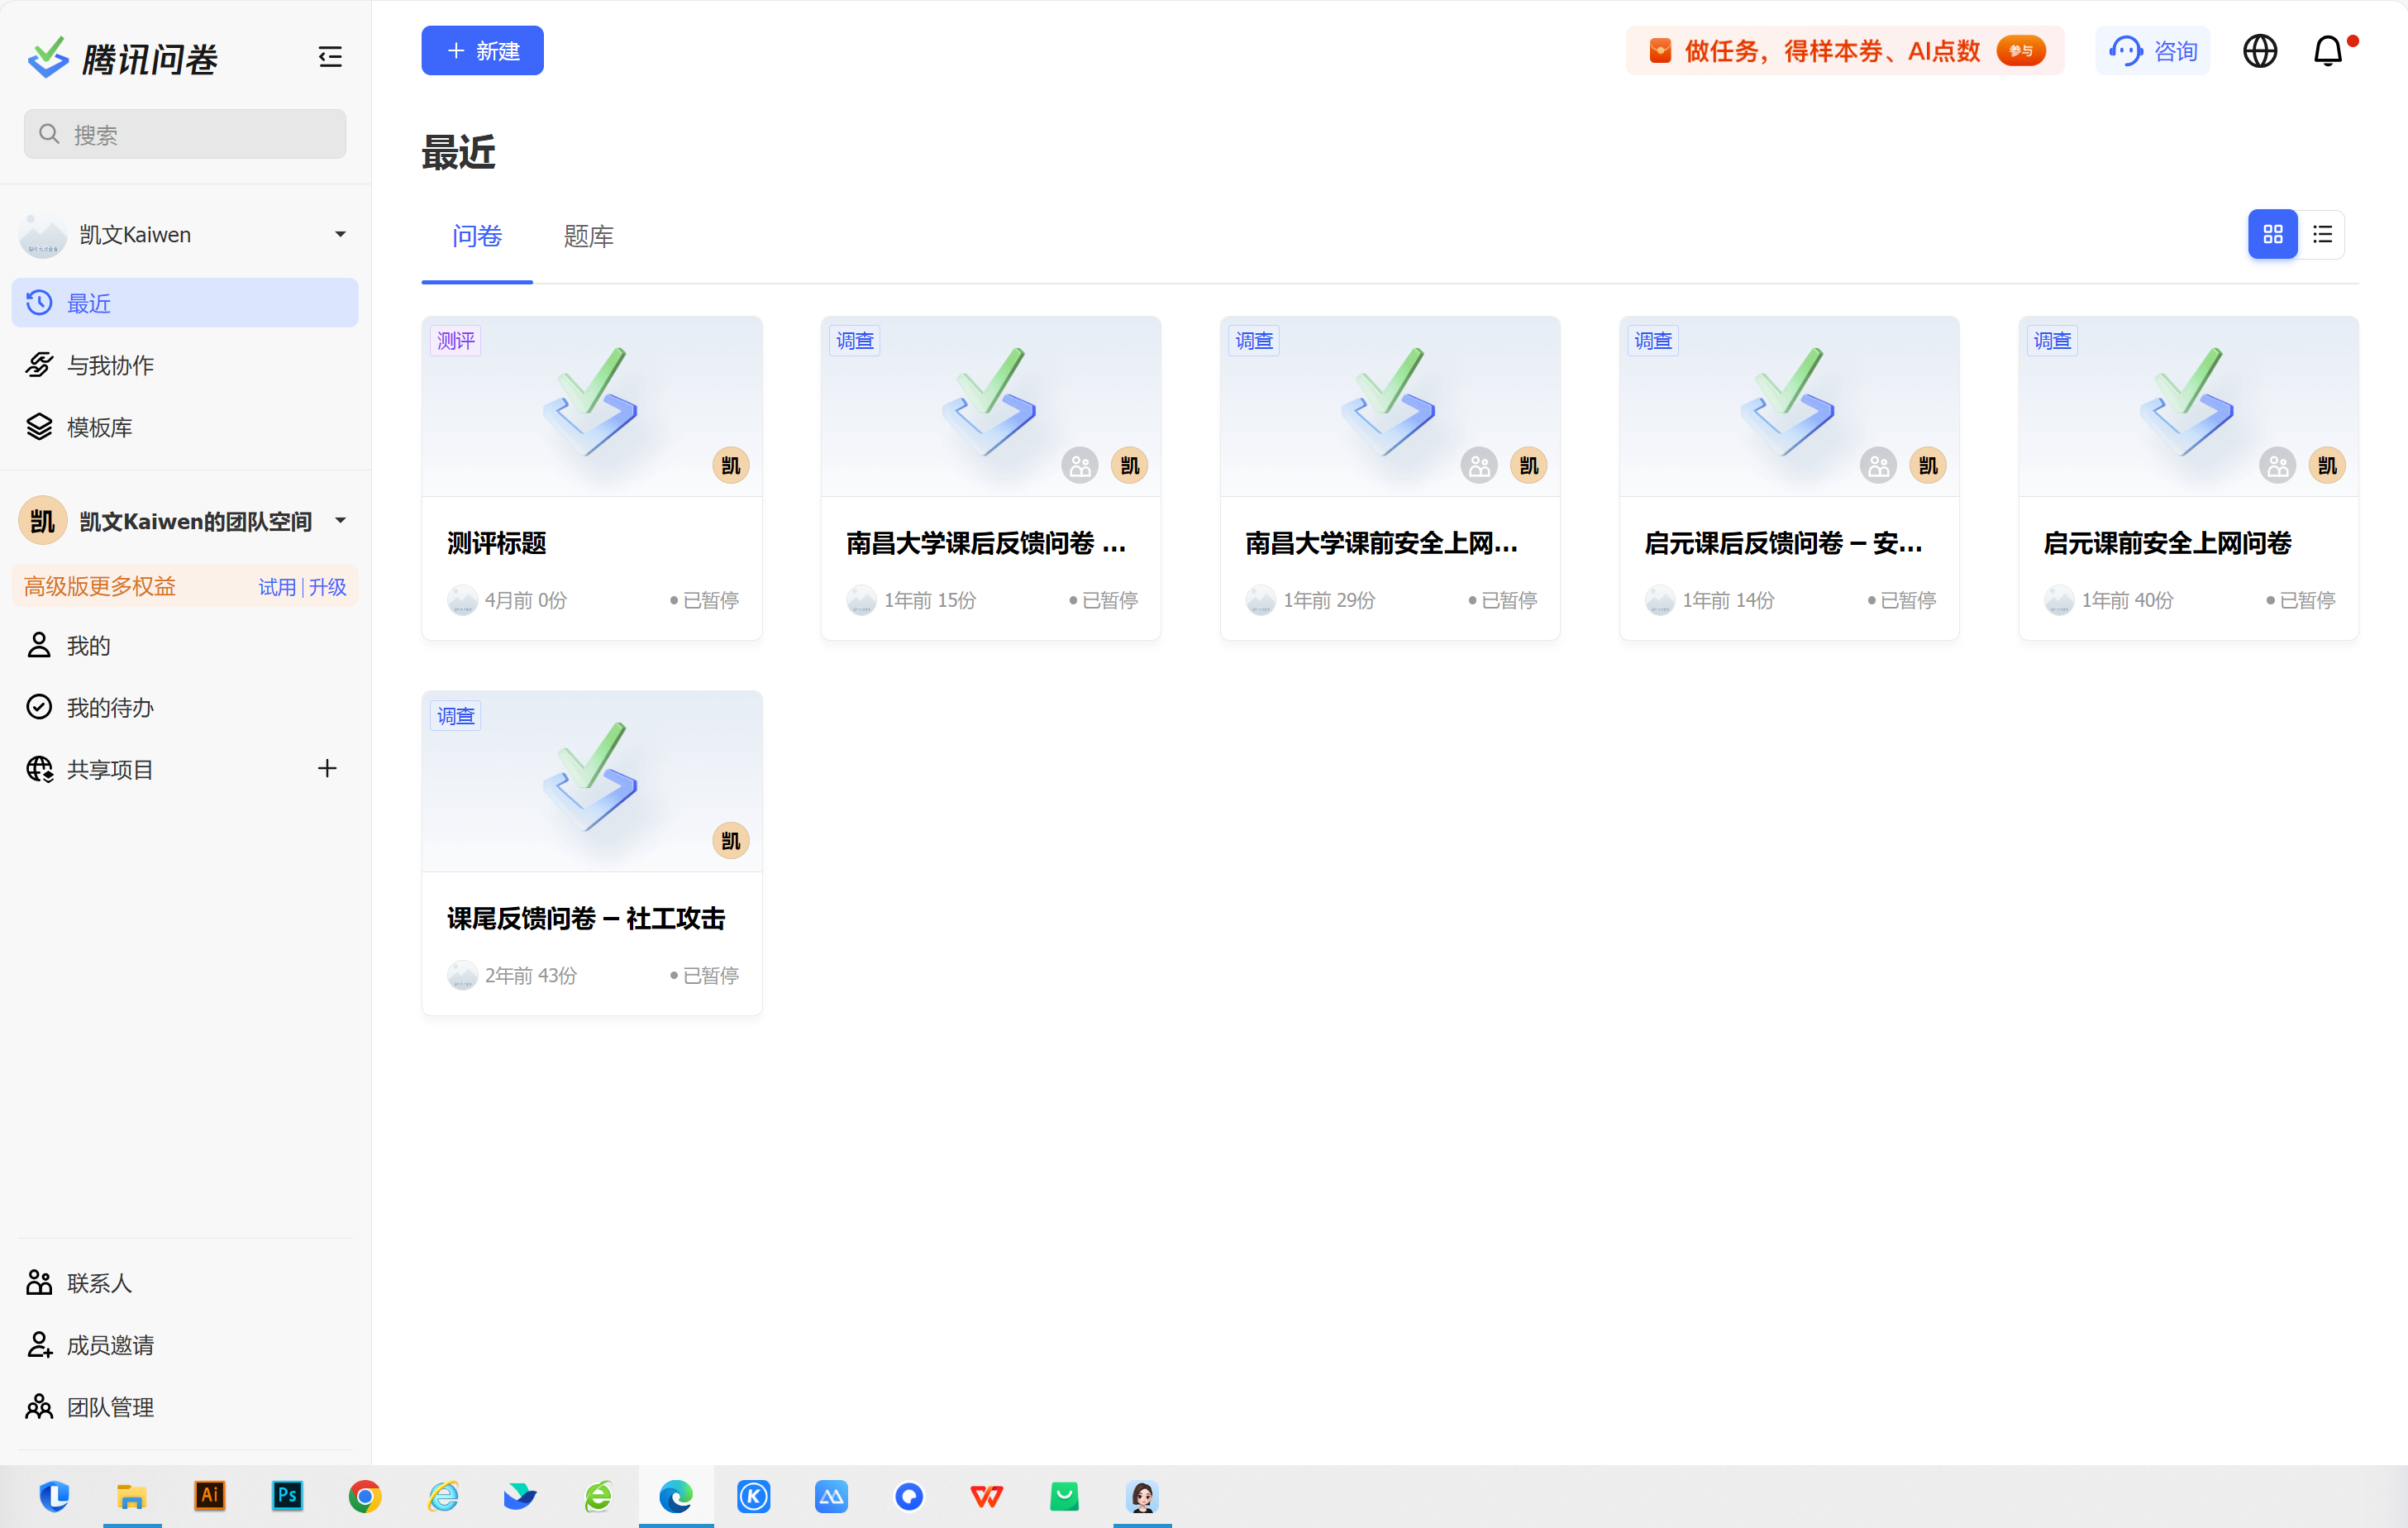 腾讯问卷
搜索
凯文Kaiwen
最近
与我协作
模板库
凯 凯文Kaiwen的团队空间
高级版更多权益 试用 | 升级
我的
我的待办
共享项目
联系人
成员邀请
团队管理
新建
做任务，得样本券、AI点数 参与
咨询
最近
问卷 题库
测评
凯
测评标题
4月前 0份 已暂停
调查
凯
南昌大学课后反馈问卷 ...
1年前 15份 已暂停
调查
凯
南昌大学课前安全上网...
1年前 29份 已暂停
调查
凯
启元课后反馈问卷 – 安...
1年前 14份 已暂停
调查
凯
启元课前安全上网问卷
1年前 40份 已暂停
调查
凯
课尾反馈问卷 – 社工攻击
2年前 43份 已暂停
Ai
Ps
K